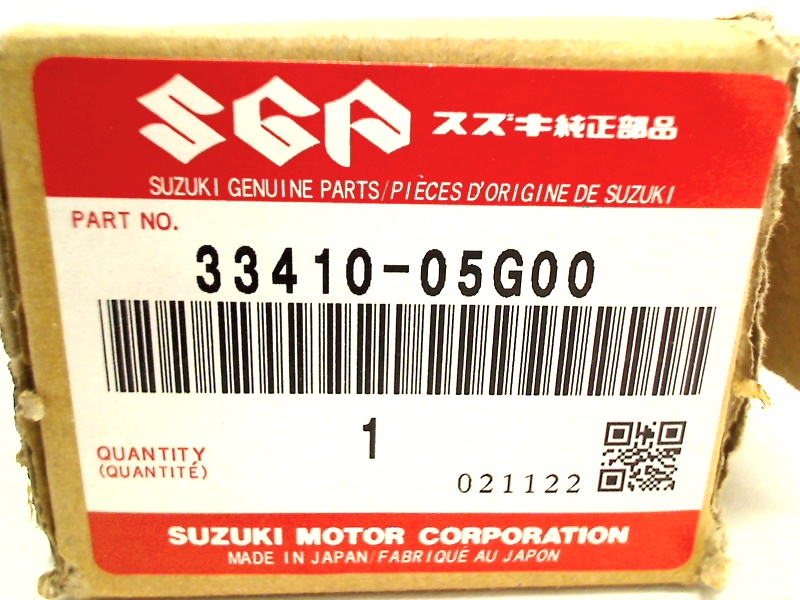 SGP スズキ純正部品
SUZUKI GENUINE PARTS/PIÈCES D'ORIGINE DE SUZUKI
PART NO.
33410-05G00
1
QUANTITY
(QUANTITÉ)
021122
SUZUKI MOTOR CORPORATION
MADE IN JAPAN/FABRIQUÉ AU JAPON